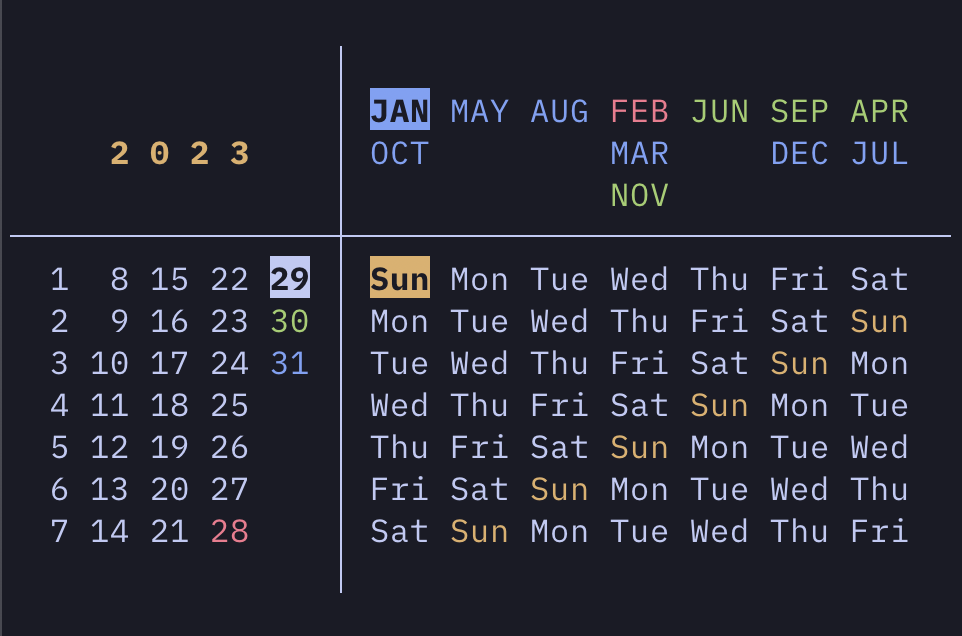 JAN MAY AUG FEB JUN SEP APR
2 0 2 3 OCT MAR DEC JUL
NOV
1 8 15 22 29 Sun Mon Tue Wed Thu Fri Sat
2 9 16 23 30 Mon Tue Wed Thu Fri Sat Sun
3 10 17 24 31 Tue Wed Thu Fri Sat Sun Mon
4 11 18 25 Wed Thu Fri Sat Sun Mon Tue
5 12 19 26 Thu Fri Sat Sun Mon Tue Wed
6 13 20 27 Fri Sat Sun Mon Tue Wed Thu
7 14 21 28 Sat Sun Mon Tue Wed Thu Fri